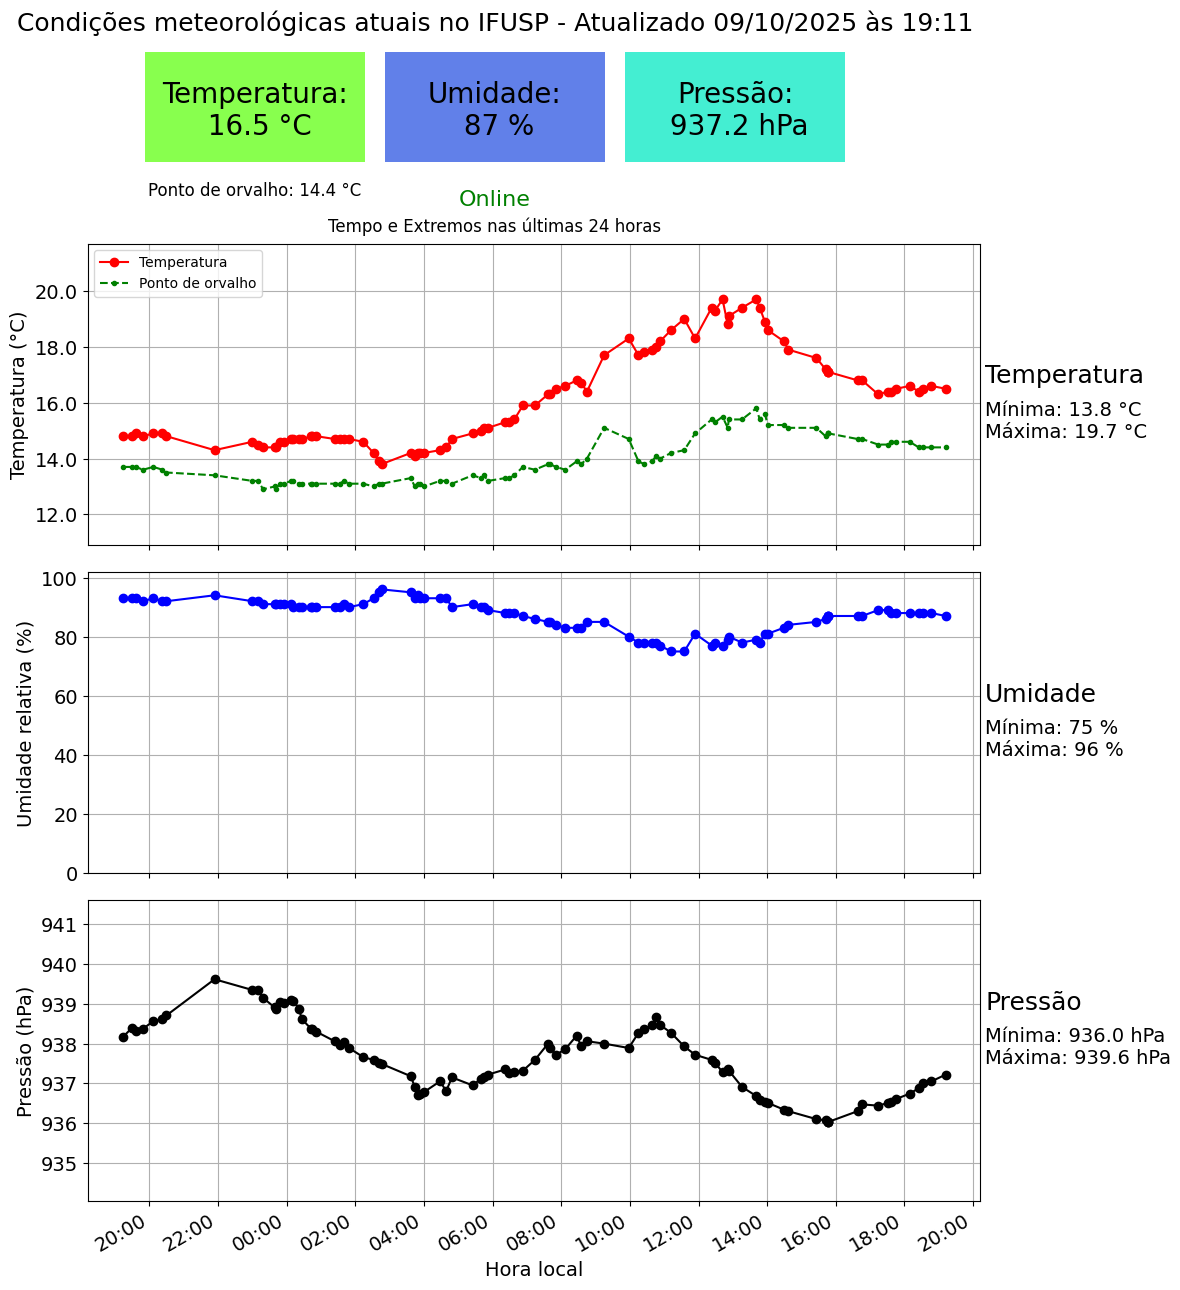 Condições meteorológicas atuais no IFUSP - Atualizado 09/10/2025 às 19:11
Temperatura:
16.5 °C
Umidade:
87 %
Pressão:
937.2 hPa
Ponto de orvalho: 14.4 °C
Online
Tempo e Extremos nas últimas 24 horas
Temperatura
Ponto de orvalho
Temperatura (°C)
20.0
18.0
16.0
14.0
12.0
Temperatura
Mínima: 13.8 °C
Máxima: 19.7 °C
Umidade relativa (%)
100
80
60
40
20
0
Umidade
Mínima: 75 %
Máxima: 96 %
Pressão (hPa)
941
940
939
938
937
936
935
Pressão
Mínima: 936.0 hPa
Máxima: 939.6 hPa
20:00
22:00
00:00
02:00
04:00
06:00
08:00
10:00
12:00
14:00
16:00
18:00
20:00
Hora local